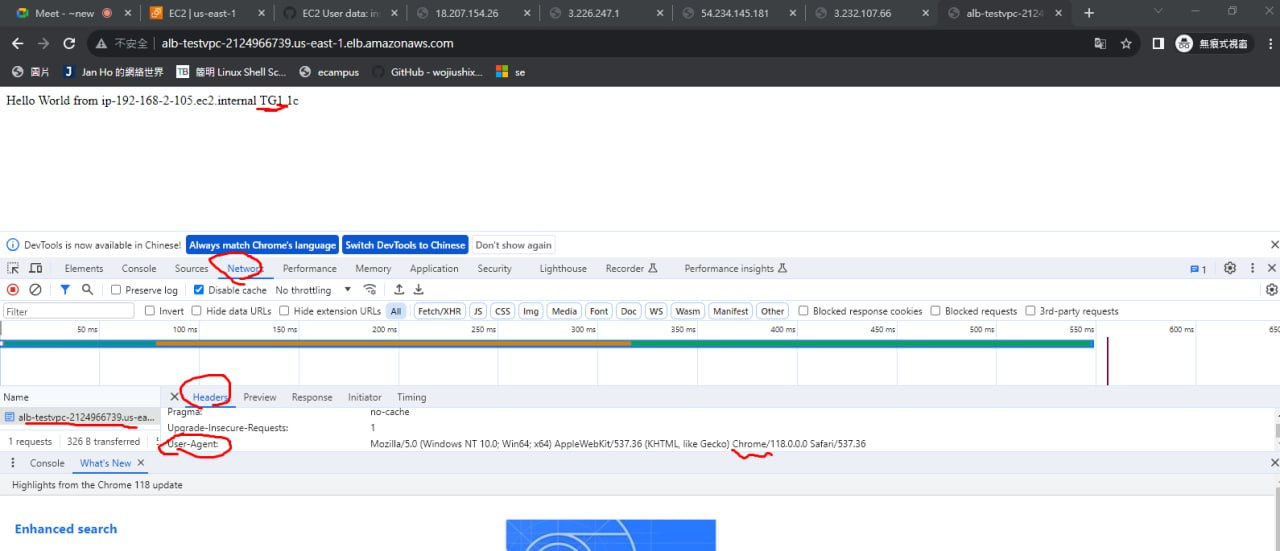 Meet - ~new
EC2 | us-east-1
EC2 User data: in
18.207.154.26
3.226.247.1
54.234.145.181
3.232.107.66
alb-testvpc-2124
不安全 | alb-testvpc-2124966739.us-east-1.elb.amazonaws.com
無痕式視窗
圖片
Jan Ho 的網絡世界
簡明 Linux Shell Sc...
ecampus
GitHub - wojiushix...
se
Hello World from ip-192-168-2-105.ec2.internal TG1 1c
DevTools is now available in Chinese!
Always match Chrome's language
Switch DevTools to Chinese
Don't show again
Elements
Console
Sources
Network
Performance
Memory
Application
Security
Lighthouse
Recorder
Performance insights
1
Preserve log
Disable cache
No throttling
Filter
Invert
Hide data URLs
Hide extension URLs
All
Fetch/XHR
JS
CSS
Img
Media
Font
Doc
WS
Wasm
Manifest
Other
Blocked response cookies
Blocked requests
3rd-party requests
50 ms
100 ms
150 ms
200 ms
250 ms
300 ms
350 ms
400 ms
450 ms
500 ms
550 ms
600 ms
650
Name
Headers
Preview
Response
Initiator
Timing
alb-testvpc-2124966739.us-ea...
Pragma:
no-cache
Upgrade-Insecure-Requests:
1
User-Agent:
Mozilla/5.0 (Windows NT 10.0; Win64; x64) AppleWebKit/537.36 (KHTML, like Gecko) Chrome/118.0.0.0 Safari/537.36
1 requests
326 B transferred
Console
What's New
Highlights from the Chrome 118 update
Enhanced search